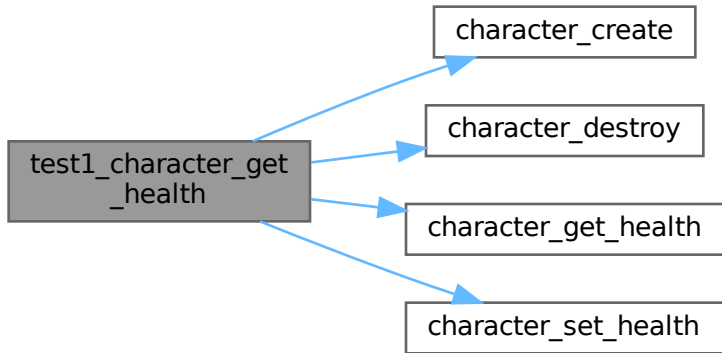 character_create
character_destroy
test1_character_get
_health
character_get_health
character_set_health